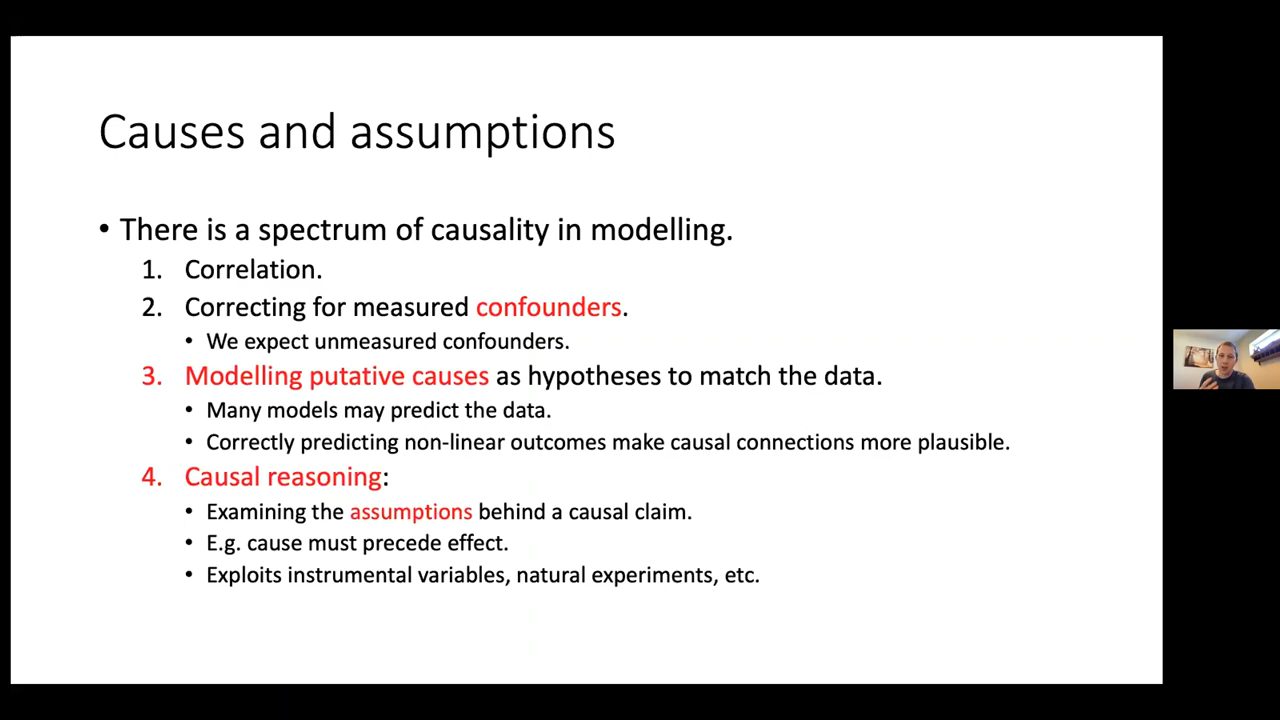 Causes and assumptions
• There is a spectrum of causality in modelling.
1. Correlation.
2. Correcting for measured confounders.
• We expect unmeasured confounders.
3. Modelling putative causes as hypotheses to match the data.
• Many models may predict the data.
• Correctly predicting non-linear outcomes make causal connections more plausible.
4. Causal reasoning:
• Examining the assumptions behind a causal claim.
• E.g. cause must precede effect.
• Exploits instrumental variables, natural experiments, etc.